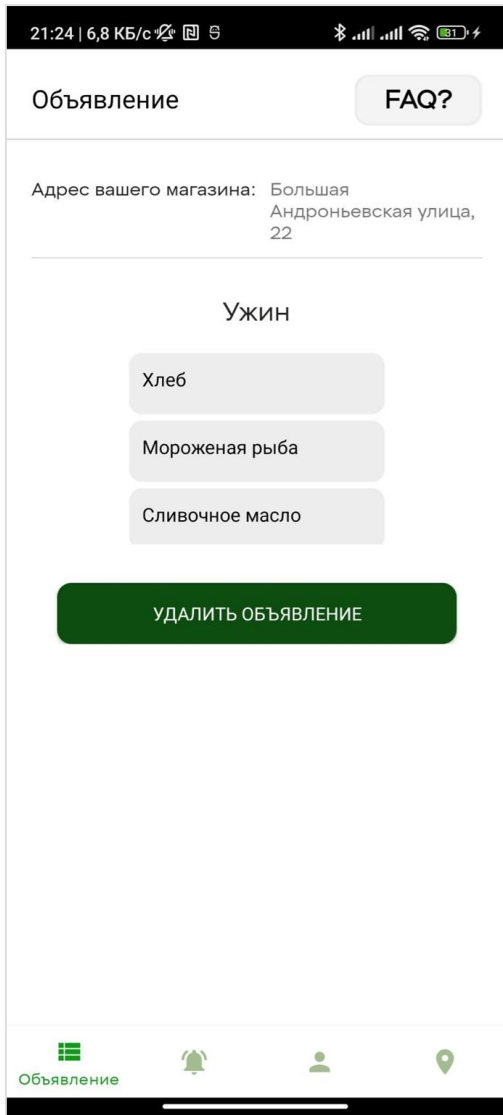 21:24 | 6,8 КБ/с
31
Объявление
FAQ?
Адрес вашего магазина: Большая
Андроньевская улица,
22
Ужин
Хлеб
Мороженая рыба
Сливочное масло
УДАЛИТЬ ОБЪЯВЛЕНИЕ
Объявление